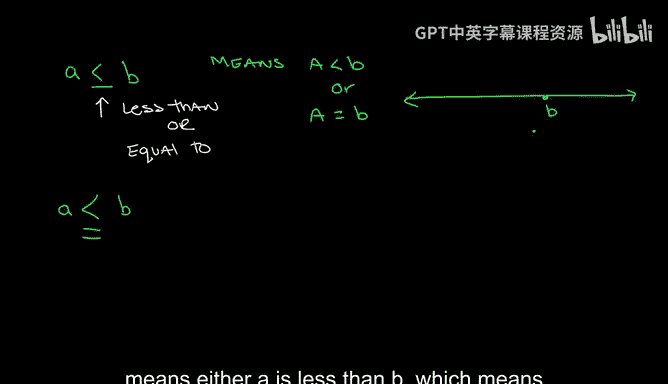 GPT中英字幕课程资源 bilibili
a ≤ b MEANS A < b
or
A = b
b
↑ Less than
OR
EQUAL TO
a ≦ b
means either a is less than b, which means